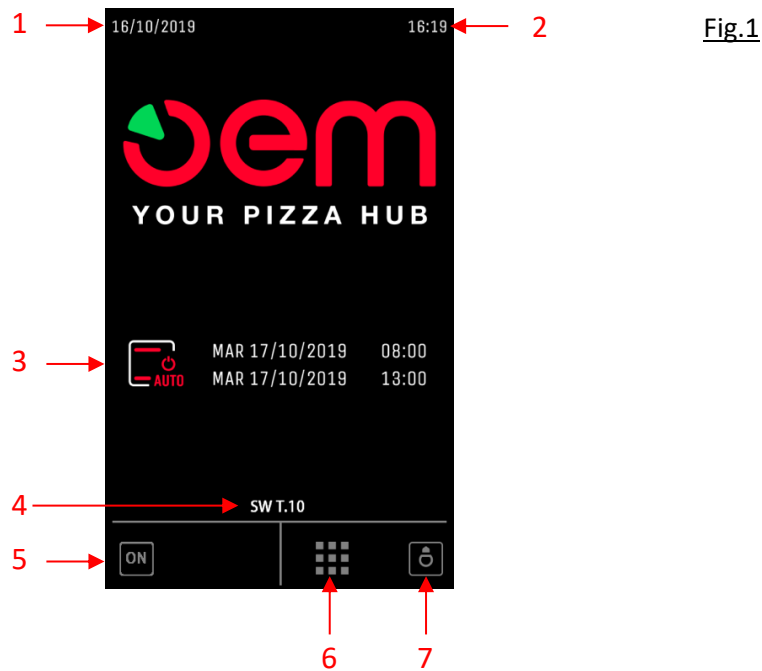 1 16/10/2019 16:19 2 Fig.1
oem
YOUR PIZZA HUB
MAR 17/10/2019 08:00
3 AUTO MAR 17/10/2019 13:00
4 SW T.10
5 ON
6 7